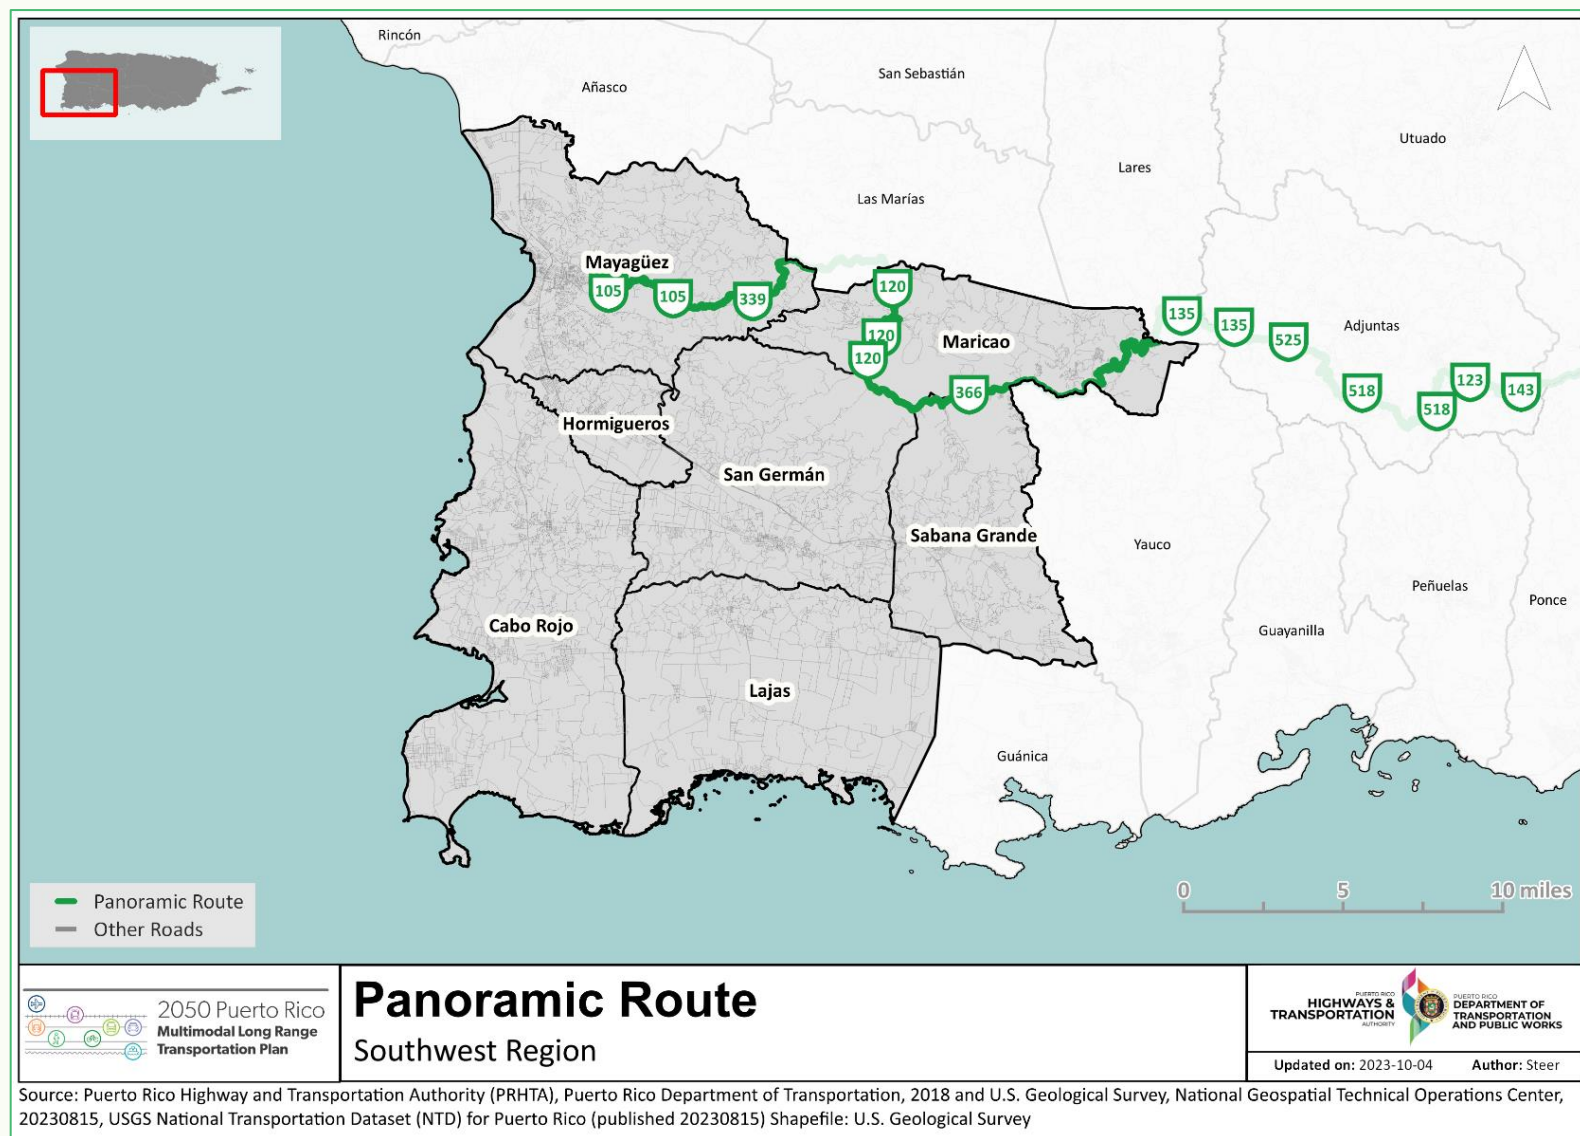 Rincón
Añasco
San Sebastián
Utuado
Lares
Las Marías
Mayagüez
105
105
339
120
120
120
Maricao
366
135
135
525
Adjuntas
518
518
123
143
Hormigueros
San Germán
Sabana Grande
Yauco
Peñuelas
Ponce
Guayanilla
Cabo Rojo
Lajas
Guánica
0 5 10 miles
Panoramic Route
Other Roads
2050 Puerto Rico
Multimodal Long Range
Transportation Plan
Panoramic Route
Southwest Region
PUERTO RICO
HIGHWAYS &
TRANSPORTATION
AUTHORITY
PUERTO RICO
DEPARTMENT OF
TRANSPORTATION
AND PUBLIC WORKS
Updated on: 2023-10-04 Author: Steer
Source: Puerto Rico Highway and Transportation Authority (PRHTA), Puerto Rico Department of Transportation, 2018 and U.S. Geological Survey, National Geospatial Technical Operations Center,
20230815, USGS National Transportation Dataset (NTD) for Puerto Rico (published 20230815) Shapefile: U.S. Geological Survey